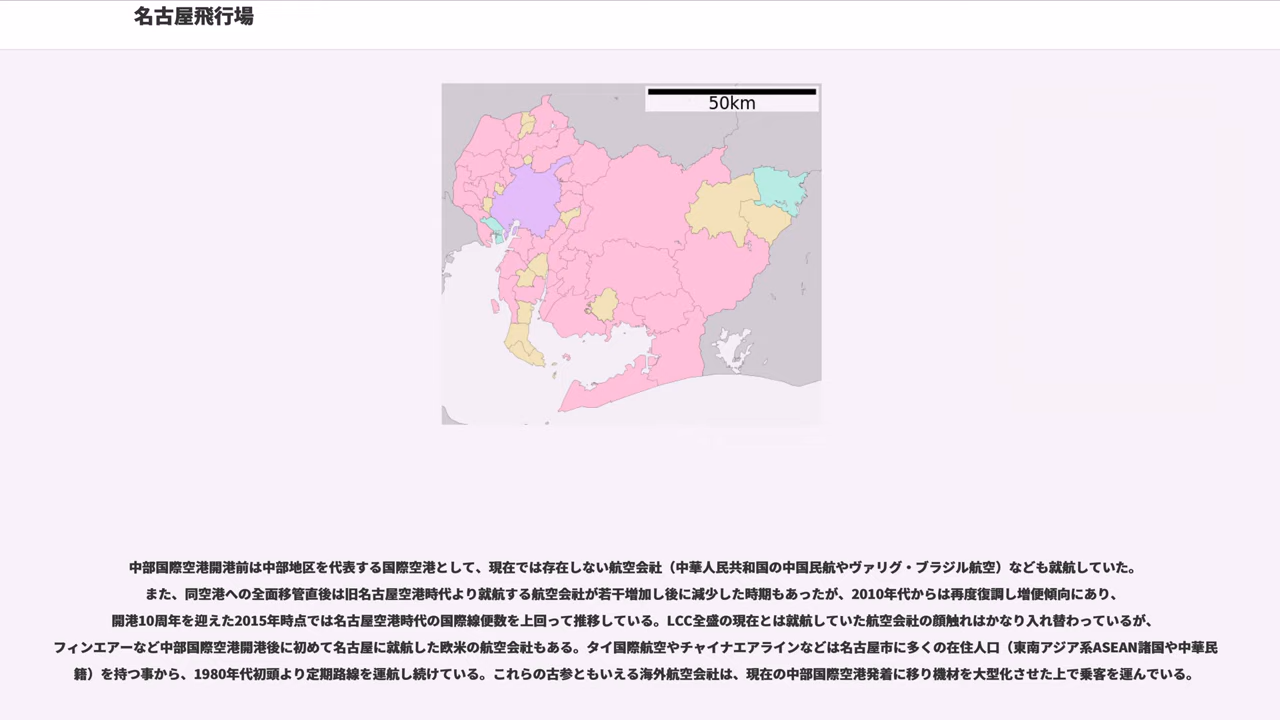 名古屋飛行場
50km
中部国際空港開港前は中部地区を代表する国際空港として、現在では存在しない航空会社（中華人民共和国の中国民航やヴァリグ・ブラジル航空）なども就航していた。
また、同空港への全面移管直後は旧名古屋空港時代より就航する航空会社が若干増加し後に減少した時期もあったが、2010年代からは再度復調し増便傾向にあり、
開港10周年を迎えた2015年時点では名古屋空港時代の国際線便数を上回って推移している。LCC全盛の現在とは就航していた航空会社の顔触れはかなり入れ替わっているが、
フィンエアーなど中部国際空港開港後に初めて名古屋に就航した欧米の航空会社もある。タイ国際航空やチャイナエアラインなどは名古屋市に多くの在住人口（東南アジア系ASEAN諸国や中華民
籍）を持つ事から、1980年代初頭より定期路線を運航し続けている。これらの古参ともいえる海外航空会社は、現在の中部国際空港発着に移り機材を大型化させた上で乗客を運んでいる。